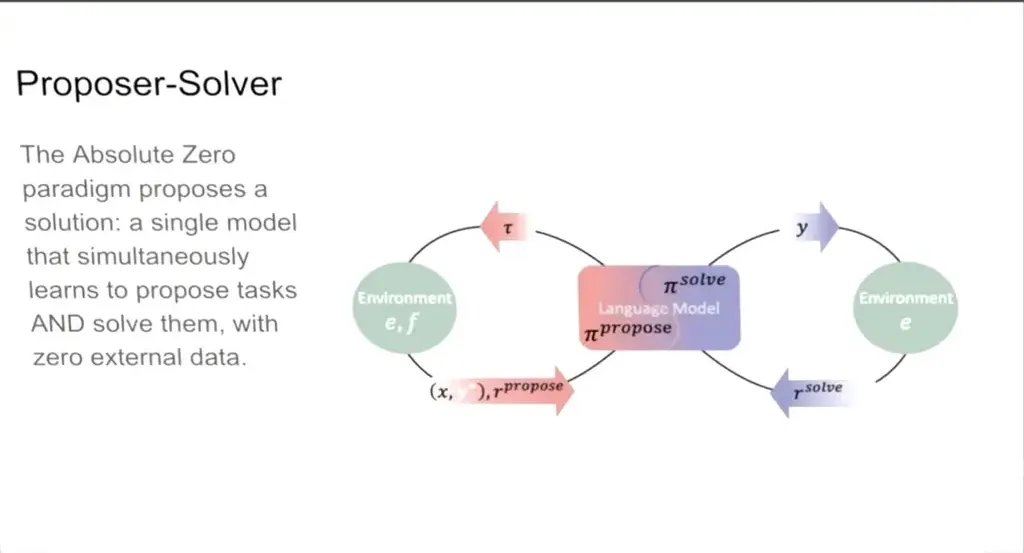 Proposer-Solver
The Absolute Zero
paradigm proposes a
solution: a single model
that simultaneously
learns to propose tasks
AND solve them, with
zero external data.
τ
y
Environment
e, f
π^solve
Language Model
π^propose
Environment
e
(x, ), r^propose
r^solve